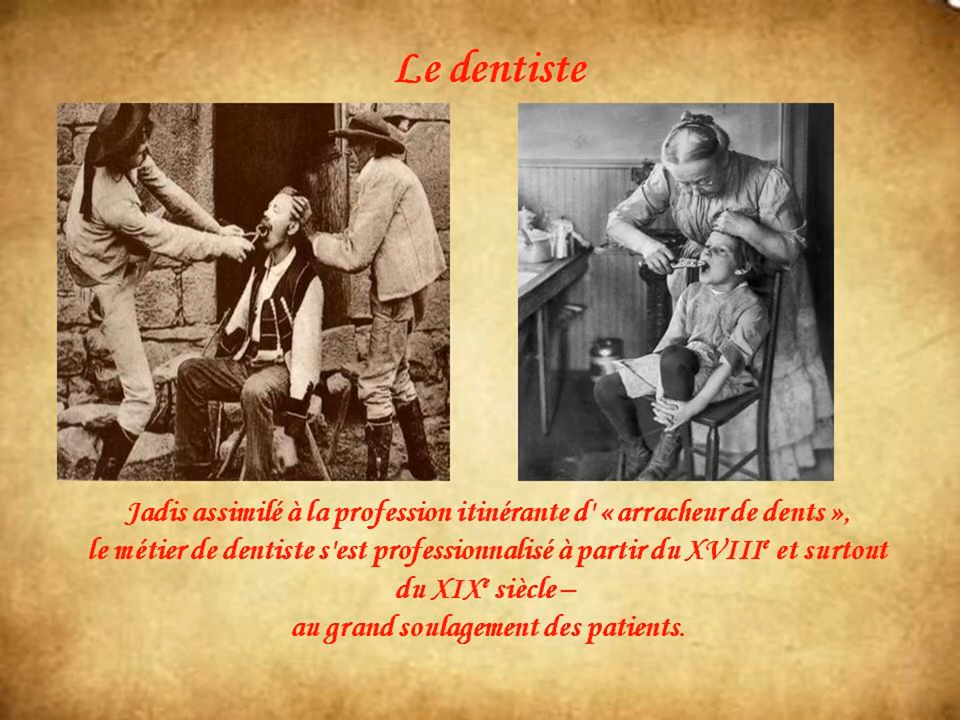 Le dentiste
Jadis assimilé à la profession itinérante d' « arracheur de dents »,
le métier de dentiste s'est professionnalisé à partir du XVIIIe et surtout
du XIXe siècle –
au grand soulagement des patients.